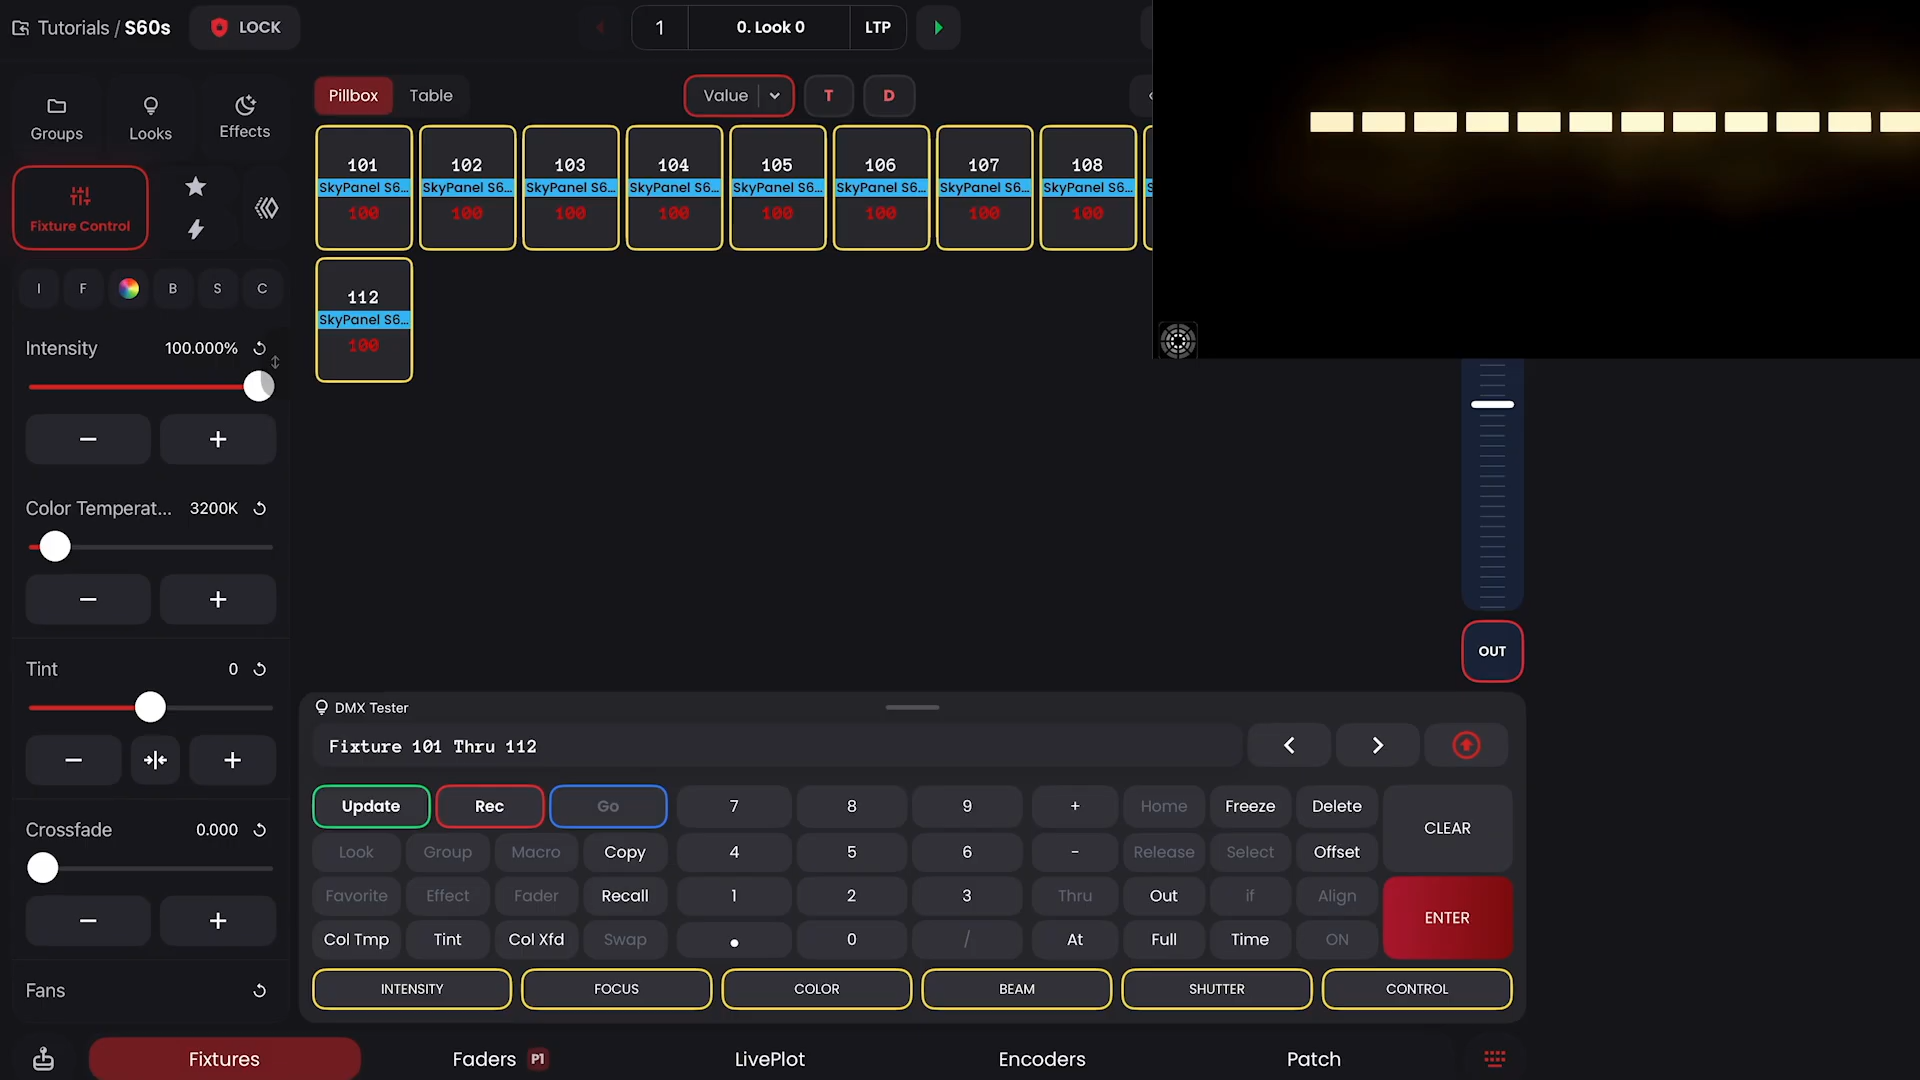 Tutorials / S60s
LOCK
1
0. Look 0
LTP
Groups
Looks
Effects
Pillbox
Table
Value
T
D
Fixture Control
101
102
103
104
105
106
107
108
SkyPanel S6...
SkyPanel S6...
SkyPanel S6...
SkyPanel S6...
SkyPanel S6...
SkyPanel S6...
SkyPanel S6...
SkyPanel S6...
100
100
100
100
100
100
100
100
112
SkyPanel S6...
100
I
F
B
S
C
Intensity
100.000%
Color Temperat...
3200K
Tint
0
Crossfade
0.000
Fans
OUT
DMX Tester
Fixture 101 Thru 112
Update
Rec
Go
7
8
9
+
Home
Freeze
Delete
CLEAR
Look
Group
Macro
Copy
4
5
6
-
Release
Select
Offset
Favorite
Effect
Fader
Recall
1
2
3
Thru
Out
if
Align
ENTER
Col Tmp
Tint
Col Xfd
Swap
.
0
/
At
Full
Time
ON
INTENSITY
FOCUS
COLOR
BEAM
SHUTTER
CONTROL
Fixtures
Faders P1
LivePlot
Encoders
Patch